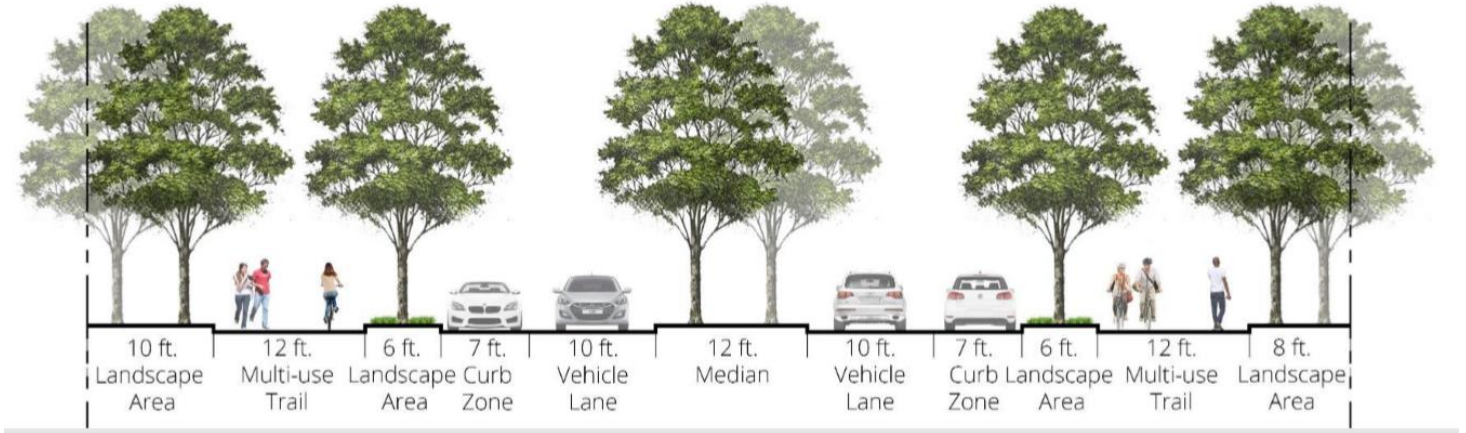 10 ft. 12 ft. 6 ft. 7 ft. 10 ft. 12 ft. 10 ft. 7 ft. 6 ft. 12 ft. 8 ft.
Landscape Multi-use Landscape Curb Vehicle Median Vehicle Curb Landscape Multi-use Landscape
Area Trail Area Zone Lane Lane Zone Area Trail Area